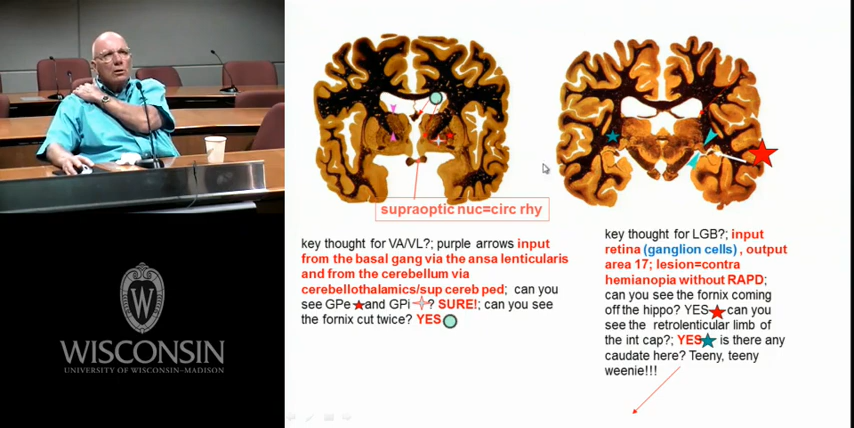 supraoptic nuc=circ rhy
key thought for VA/VL?; purple arrows input
from the basal gang via the ansa lenticularis
and from the cerebellum via
cerebellothalamics/sup cereb ped; can you
see GPe and GPi ? SURE!; can you see
the fornix cut twice? YES
key thought for LGB?; input
retina (ganglion cells) , output
area 17; lesion=contra
hemianopia without RAPD;
can you see the fornix coming
off the hippo? YES can you
see the retrolenticular limb of
the int cap?; YES is there any
caudate here? Teeny, teeny
weenie!!!
WISCONSIN
UNIVERSITY OF WISCONSIN–MADISON